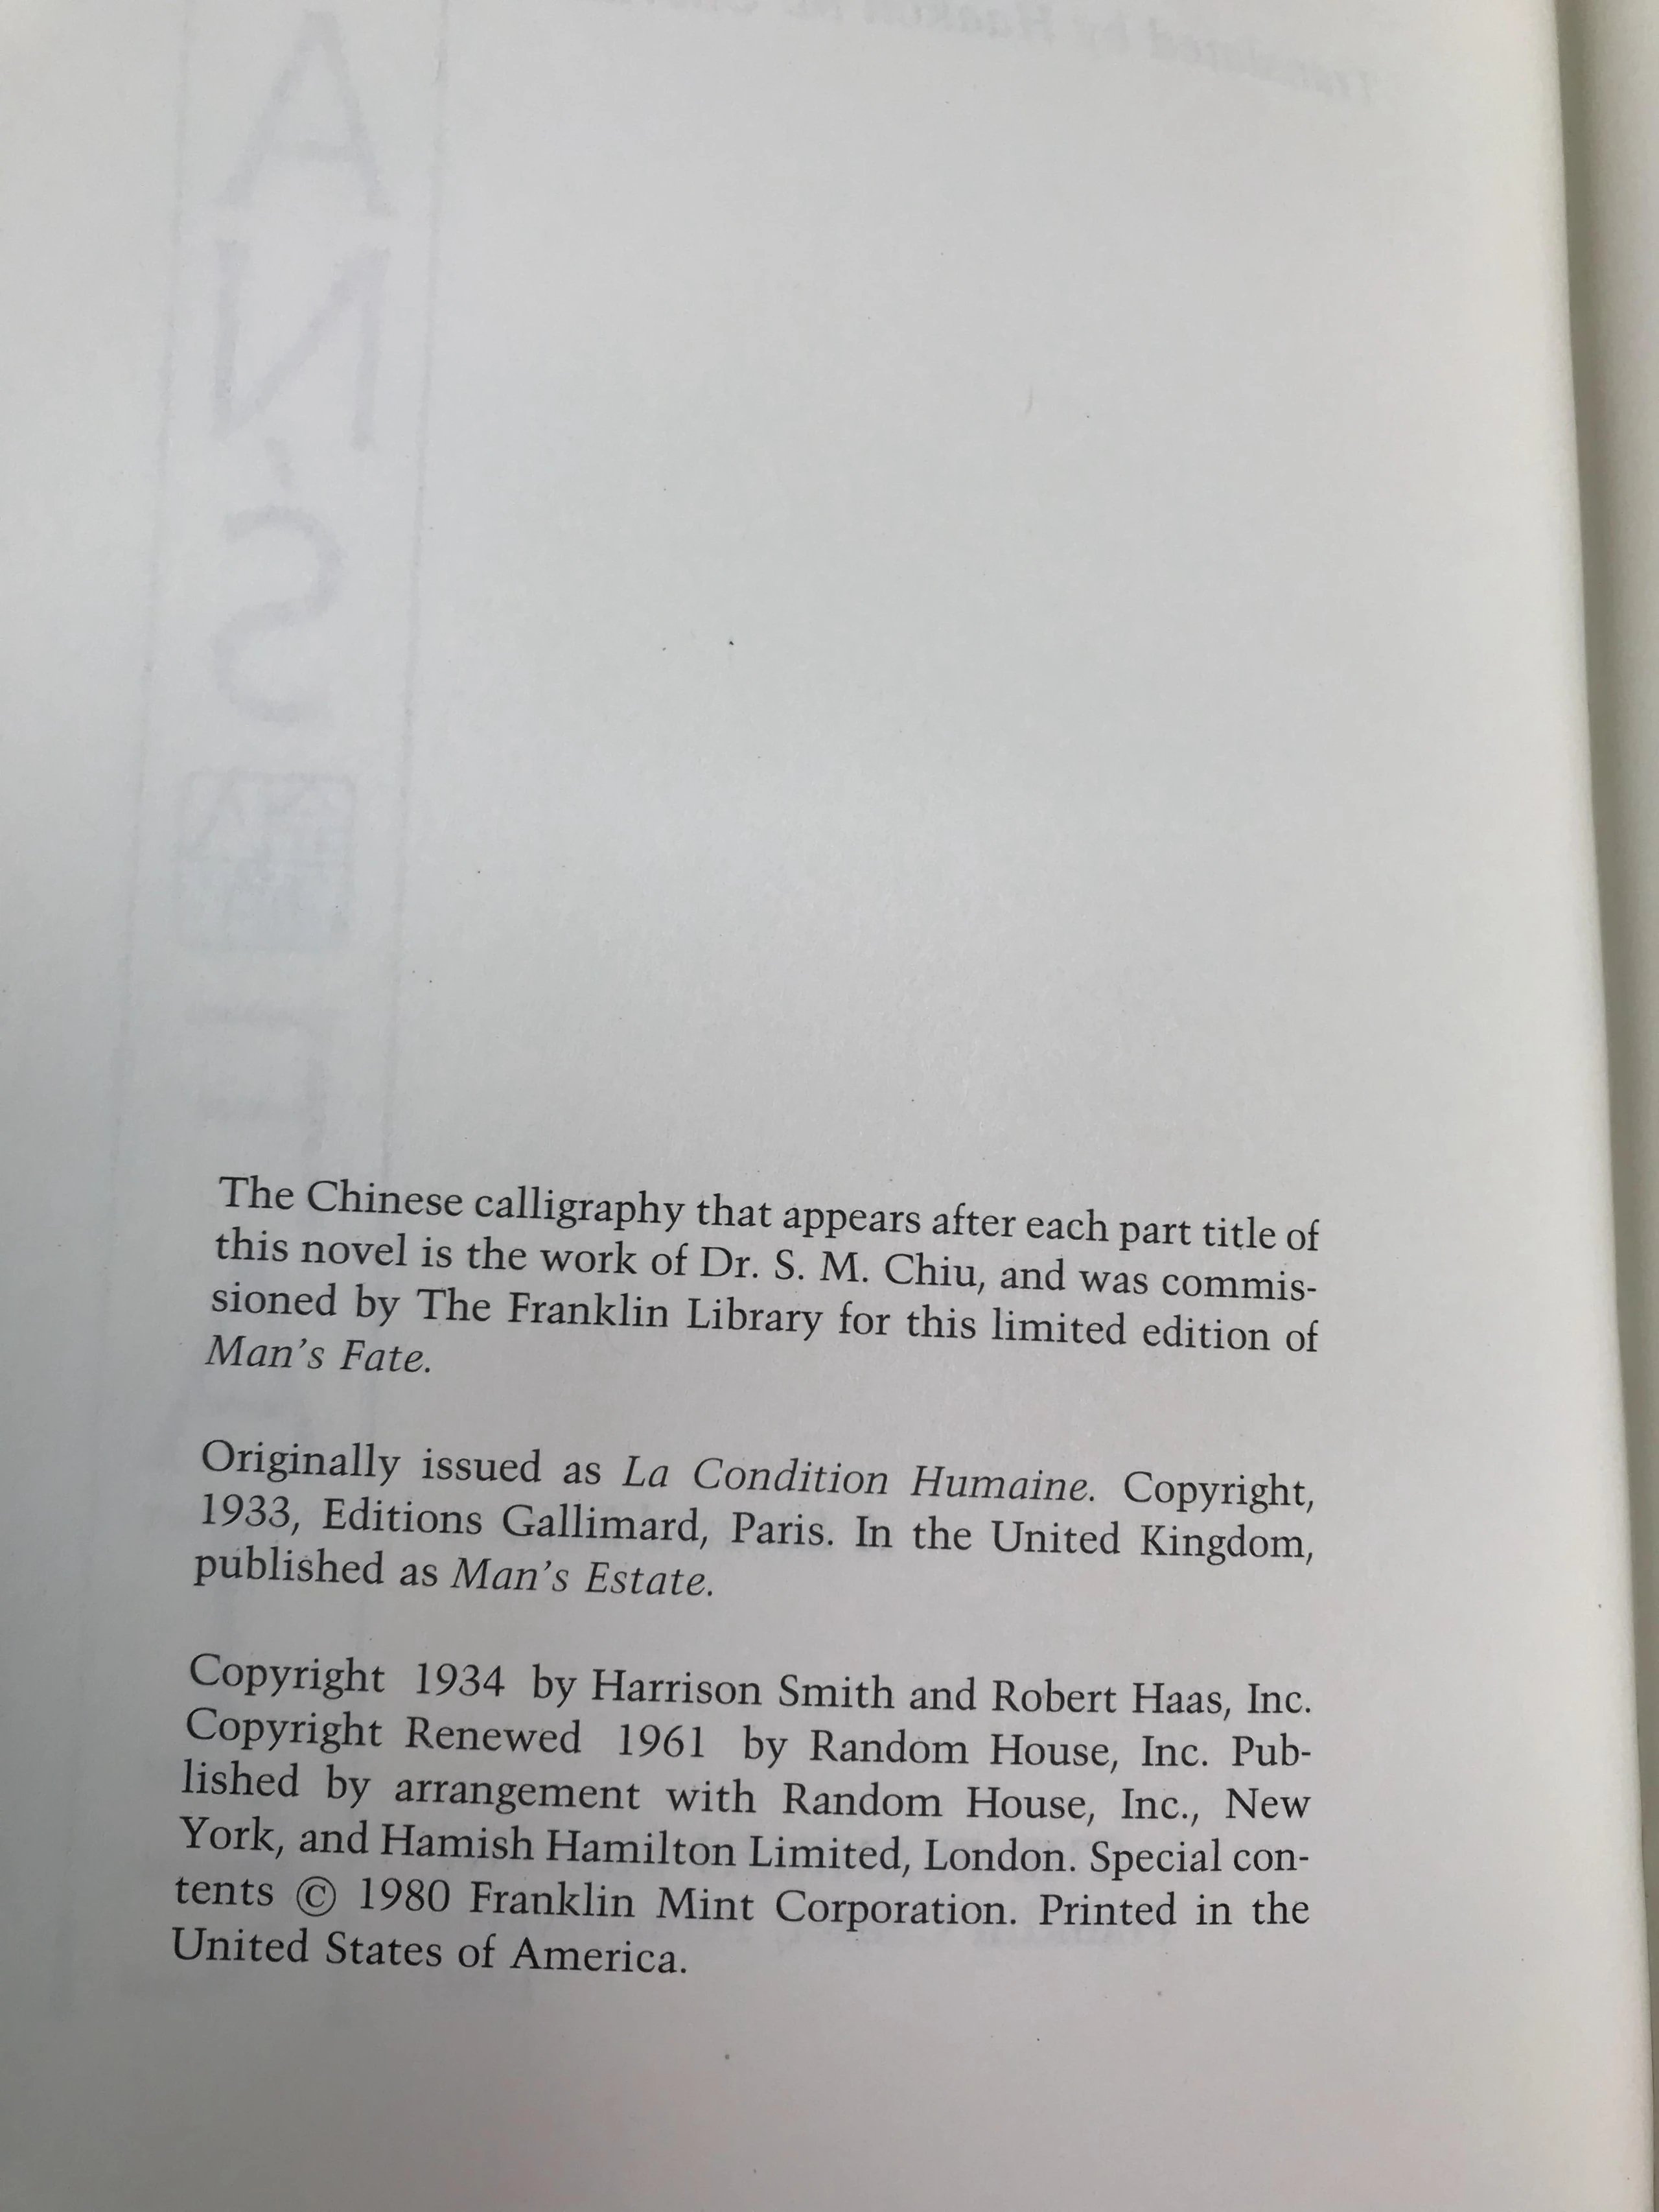 The Chinese calligraphy that appears after each part title of
this novel is the work of Dr. S. M. Chiu, and was commis-
sioned by The Franklin Library for this limited edition of
Man's Fate.
Originally issued as La Condition Humaine. Copyright,
1933, Editions Gallimard, Paris. In the United Kingdom,
published as Man's Estate.
Copyright 1934 by Harrison Smith and Robert Haas, Inc.
Copyright Renewed 1961 by Random House, Inc. Pub-
lished by arrangement with Random House, Inc., New
York, and Hamish Hamilton Limited, London. Special con-
tents © 1980 Franklin Mint Corporation. Printed in the
United States of America.